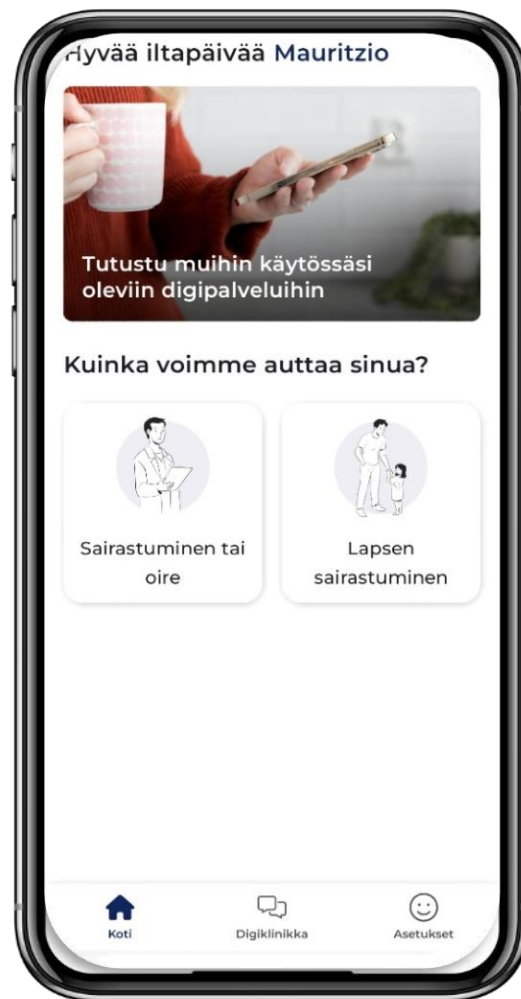 Hyvää iltapäivää Mauritzio
Tutustu muihin käytössäsi
oleviin digipalveluihin
Kuinka voimme auttaa sinua?
Sairastuminen tai
oire
Lapsen
sairastuminen
Koti
Digiklinikka
Asetukset